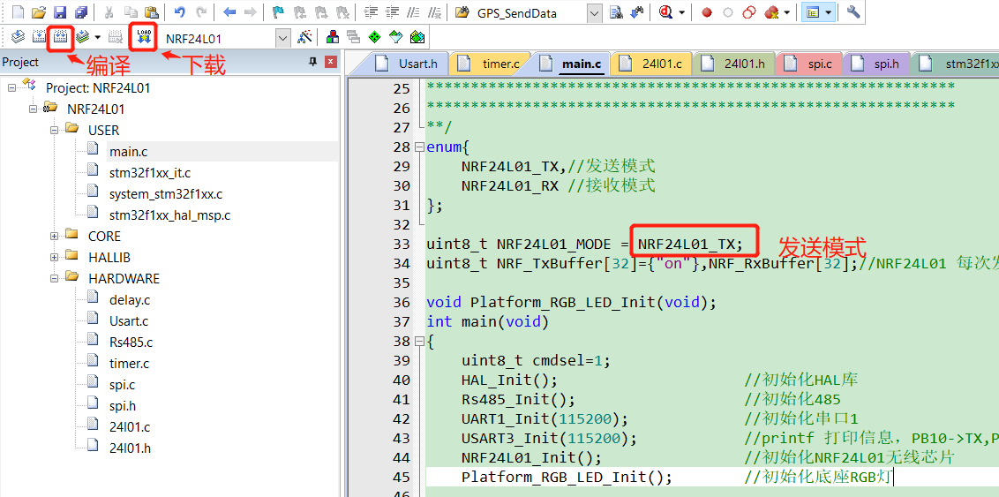 GPS_SendData
LOAD
NRF24L01
编译
下载
Project
Project: NRF24L01
NRF24L01
USER
main.c
stm32f1xx_it.c
system_stm32f1xx.c
stm32f1xx_hal_msp.c
CORE
HALLIB
HARDWARE
delay.c
Usart.c
Rs485.c
timer.c
spi.c
spi.h
24l01.c
24l01.h
Usart.h timer.c main.c 24l01.c 24l01.h spi.c spi.h stm32f1xx
25 ************************************************************
26 ************************************************************
27 **/
28 enum{
29 NRF24L01_TX,//发送模式
30 NRF24L01_RX //接收模式
31 };
32
33 uint8_t NRF24L01_MODE = NRF24L01_TX;
发送模式
34 uint8_t NRF_TxBuffer[32]={"on"},NRF_RxBuffer[32];//NRF24L01 每次发
35
36 void Platform_RGB_LED_Init(void);
37 int main(void)
38 {
39 uint8_t cmdsel=1;
40 HAL_Init(); //初始化HAL库
41 Rs485_Init(); //初始化485
42 UART1_Init(115200); //初始化串口1
43 USART3_Init(115200); //printf 打印信息, PB10->TX,P
44 NRF24L01_Init(); //初始化NRF24L01无线芯片
45 Platform_RGB_LED_Init(); //初始化底座RGB灯
46